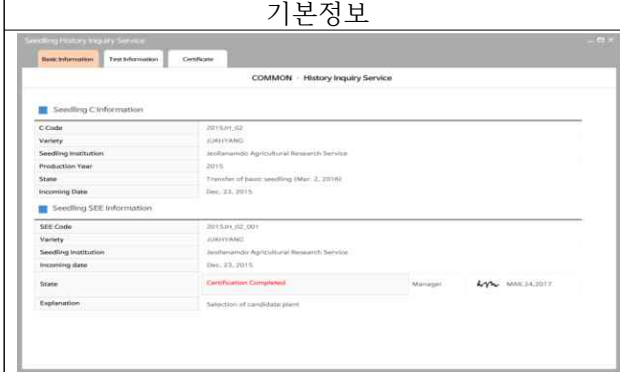 기본정보
Seedling History Inquiry Service
Basic Information Test Information Certificate
COMMON - History Inquiry Service
Seedling C Information
C Code 2015JH_02
Variety JUKHYANG
Seedling Institution Jeollanamdo Agricultural Research Service
Production Year 2015
State Transfer of basic seedling (Mar. 2, 2016)
Incoming Date Dec. 23, 2015
Seedling SEE Information
SEE Code 2015JH_02_001
Variety JUKHYANG
Seedling Institution Jeollanamdo Agricultural Research Service
Incoming date Dec. 23, 2015
State Certification Completed Manager MAR.24,2017
Explanation Selection of candidate plant